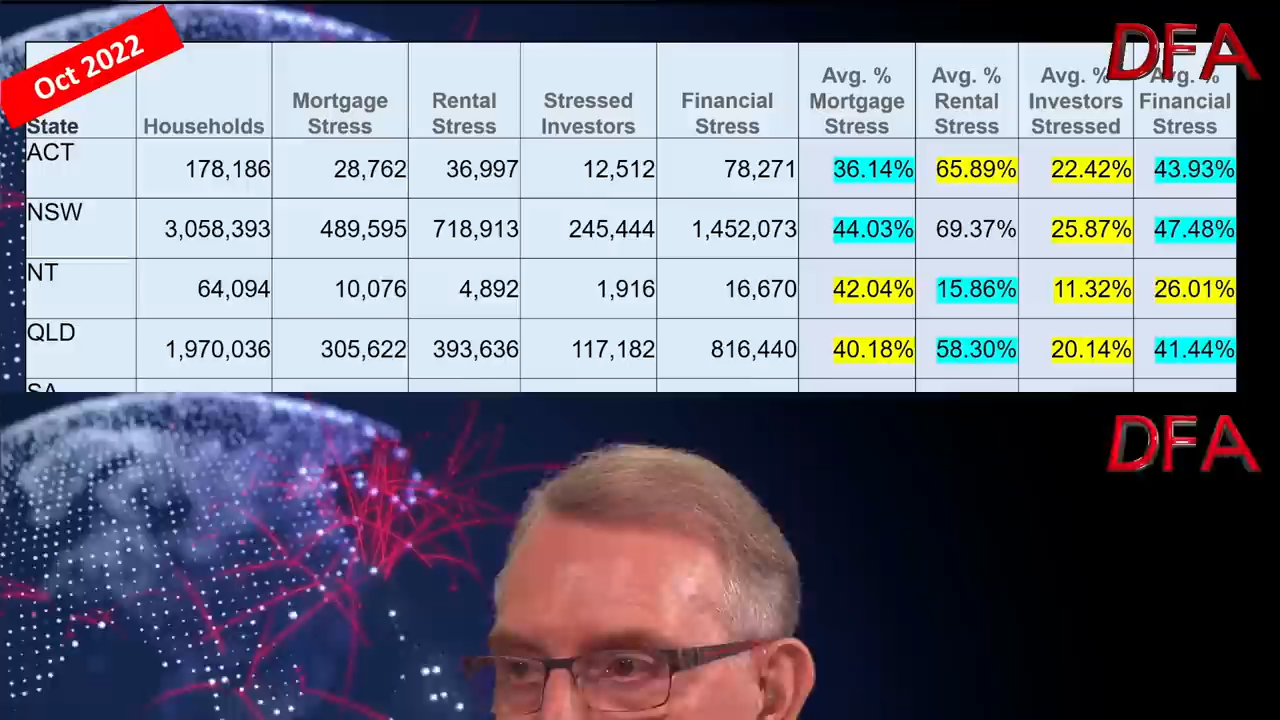 Oct 2022
DFA
State Households Mortgage Stress Rental Stress Stressed Investors Financial Stress Avg. % Mortgage Stress Avg. % Rental Stress Avg. % Investors Stressed Avg. % Financial Stress
ACT 178,186 28,762 36,997 12,512 78,271 36.14% 65.89% 22.42% 43.93%
NSW 3,058,393 489,595 718,913 245,444 1,452,073 44.03% 69.37% 25.87% 47.48%
NT 64,094 10,076 4,892 1,916 16,670 42.04% 15.86% 11.32% 26.01%
QLD 1,970,036 305,622 393,636 117,182 816,440 40.18% 58.30% 20.14% 41.44%
SA
DFA